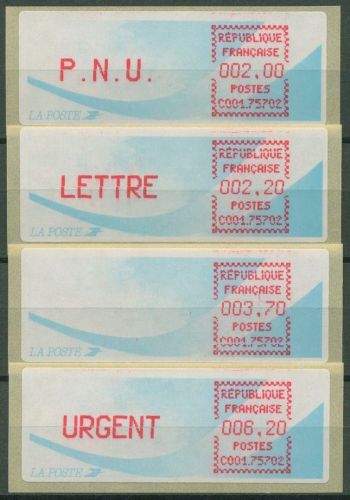 P.N.U.
RÉPUBLIQUE
FRANÇAISE
002,00
POSTES
C001.75702
LA POSTE
LETTRE
RÉPUBLIQUE
FRANÇAISE
002,20
POSTES
C001.75702
LA POSTE
RÉPUBLIQUE
FRANÇAISE
003,70
POSTES
C001.75702
LA POSTE
URGENT
RÉPUBLIQUE
FRANÇAISE
006,20
POSTES
C001.75702
LA POSTE